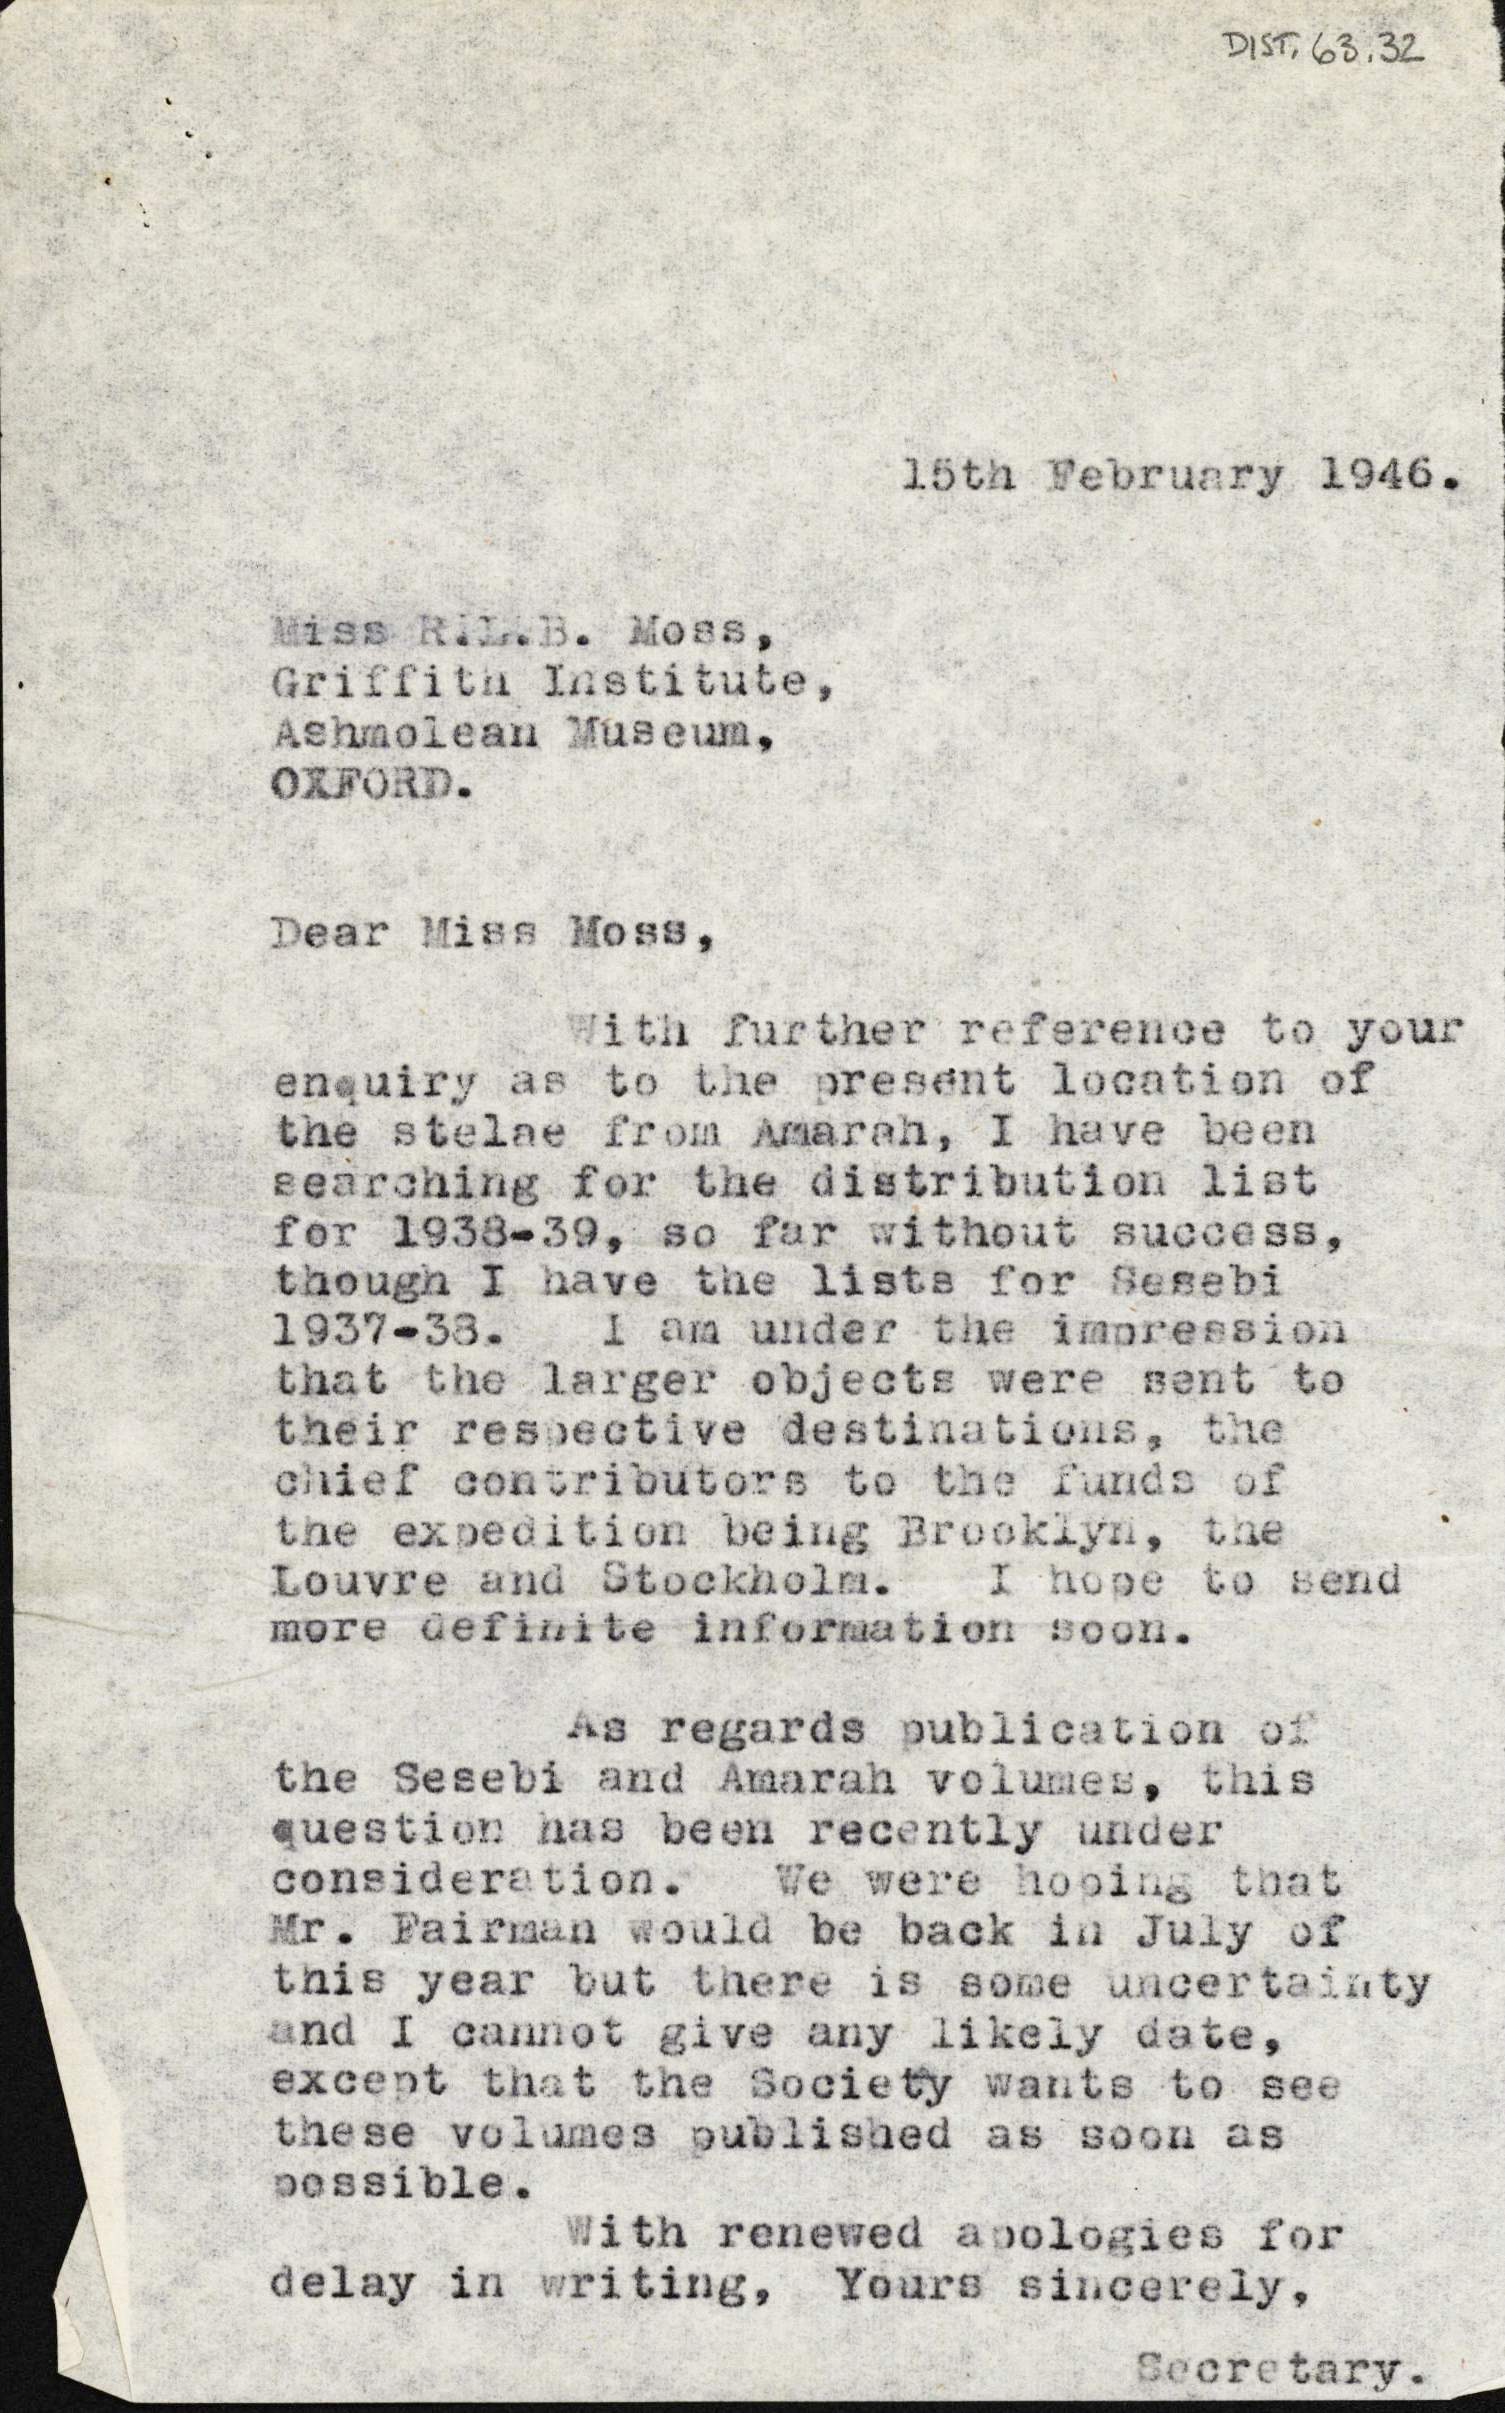 DIST. 63.32
15th February 1946.
Miss R.L.B. Moss,
Griffith Institute,
Ashmolean Museum,
OXFORD.
Dear Miss Moss,
With further reference to your
enquiry as to the present location of
the stelae from Amarah, I have been
searching for the distribution list
for 1938-39, so far without success,
though I have the lists for Sesebi
1937-38. I am under the impression
that the larger objects were sent to
their respective destinations, the
chief contributors to the funds of
the expedition being Brooklyn, the
Louvre and Stockholm. I hope to send
more definite information soon.
As regards publication of
the Sesebi and Amarah volumes, this
question has been recently under
consideration. We were hoping that
Mr. Fairman would be back in July of
this year but there is some uncertainty
and I cannot give any likely date,
except that the Society wants to see
these volumes published as soon as
possible.
With renewed apologies for
delay in writing, Yours sincerely,
Secretary.